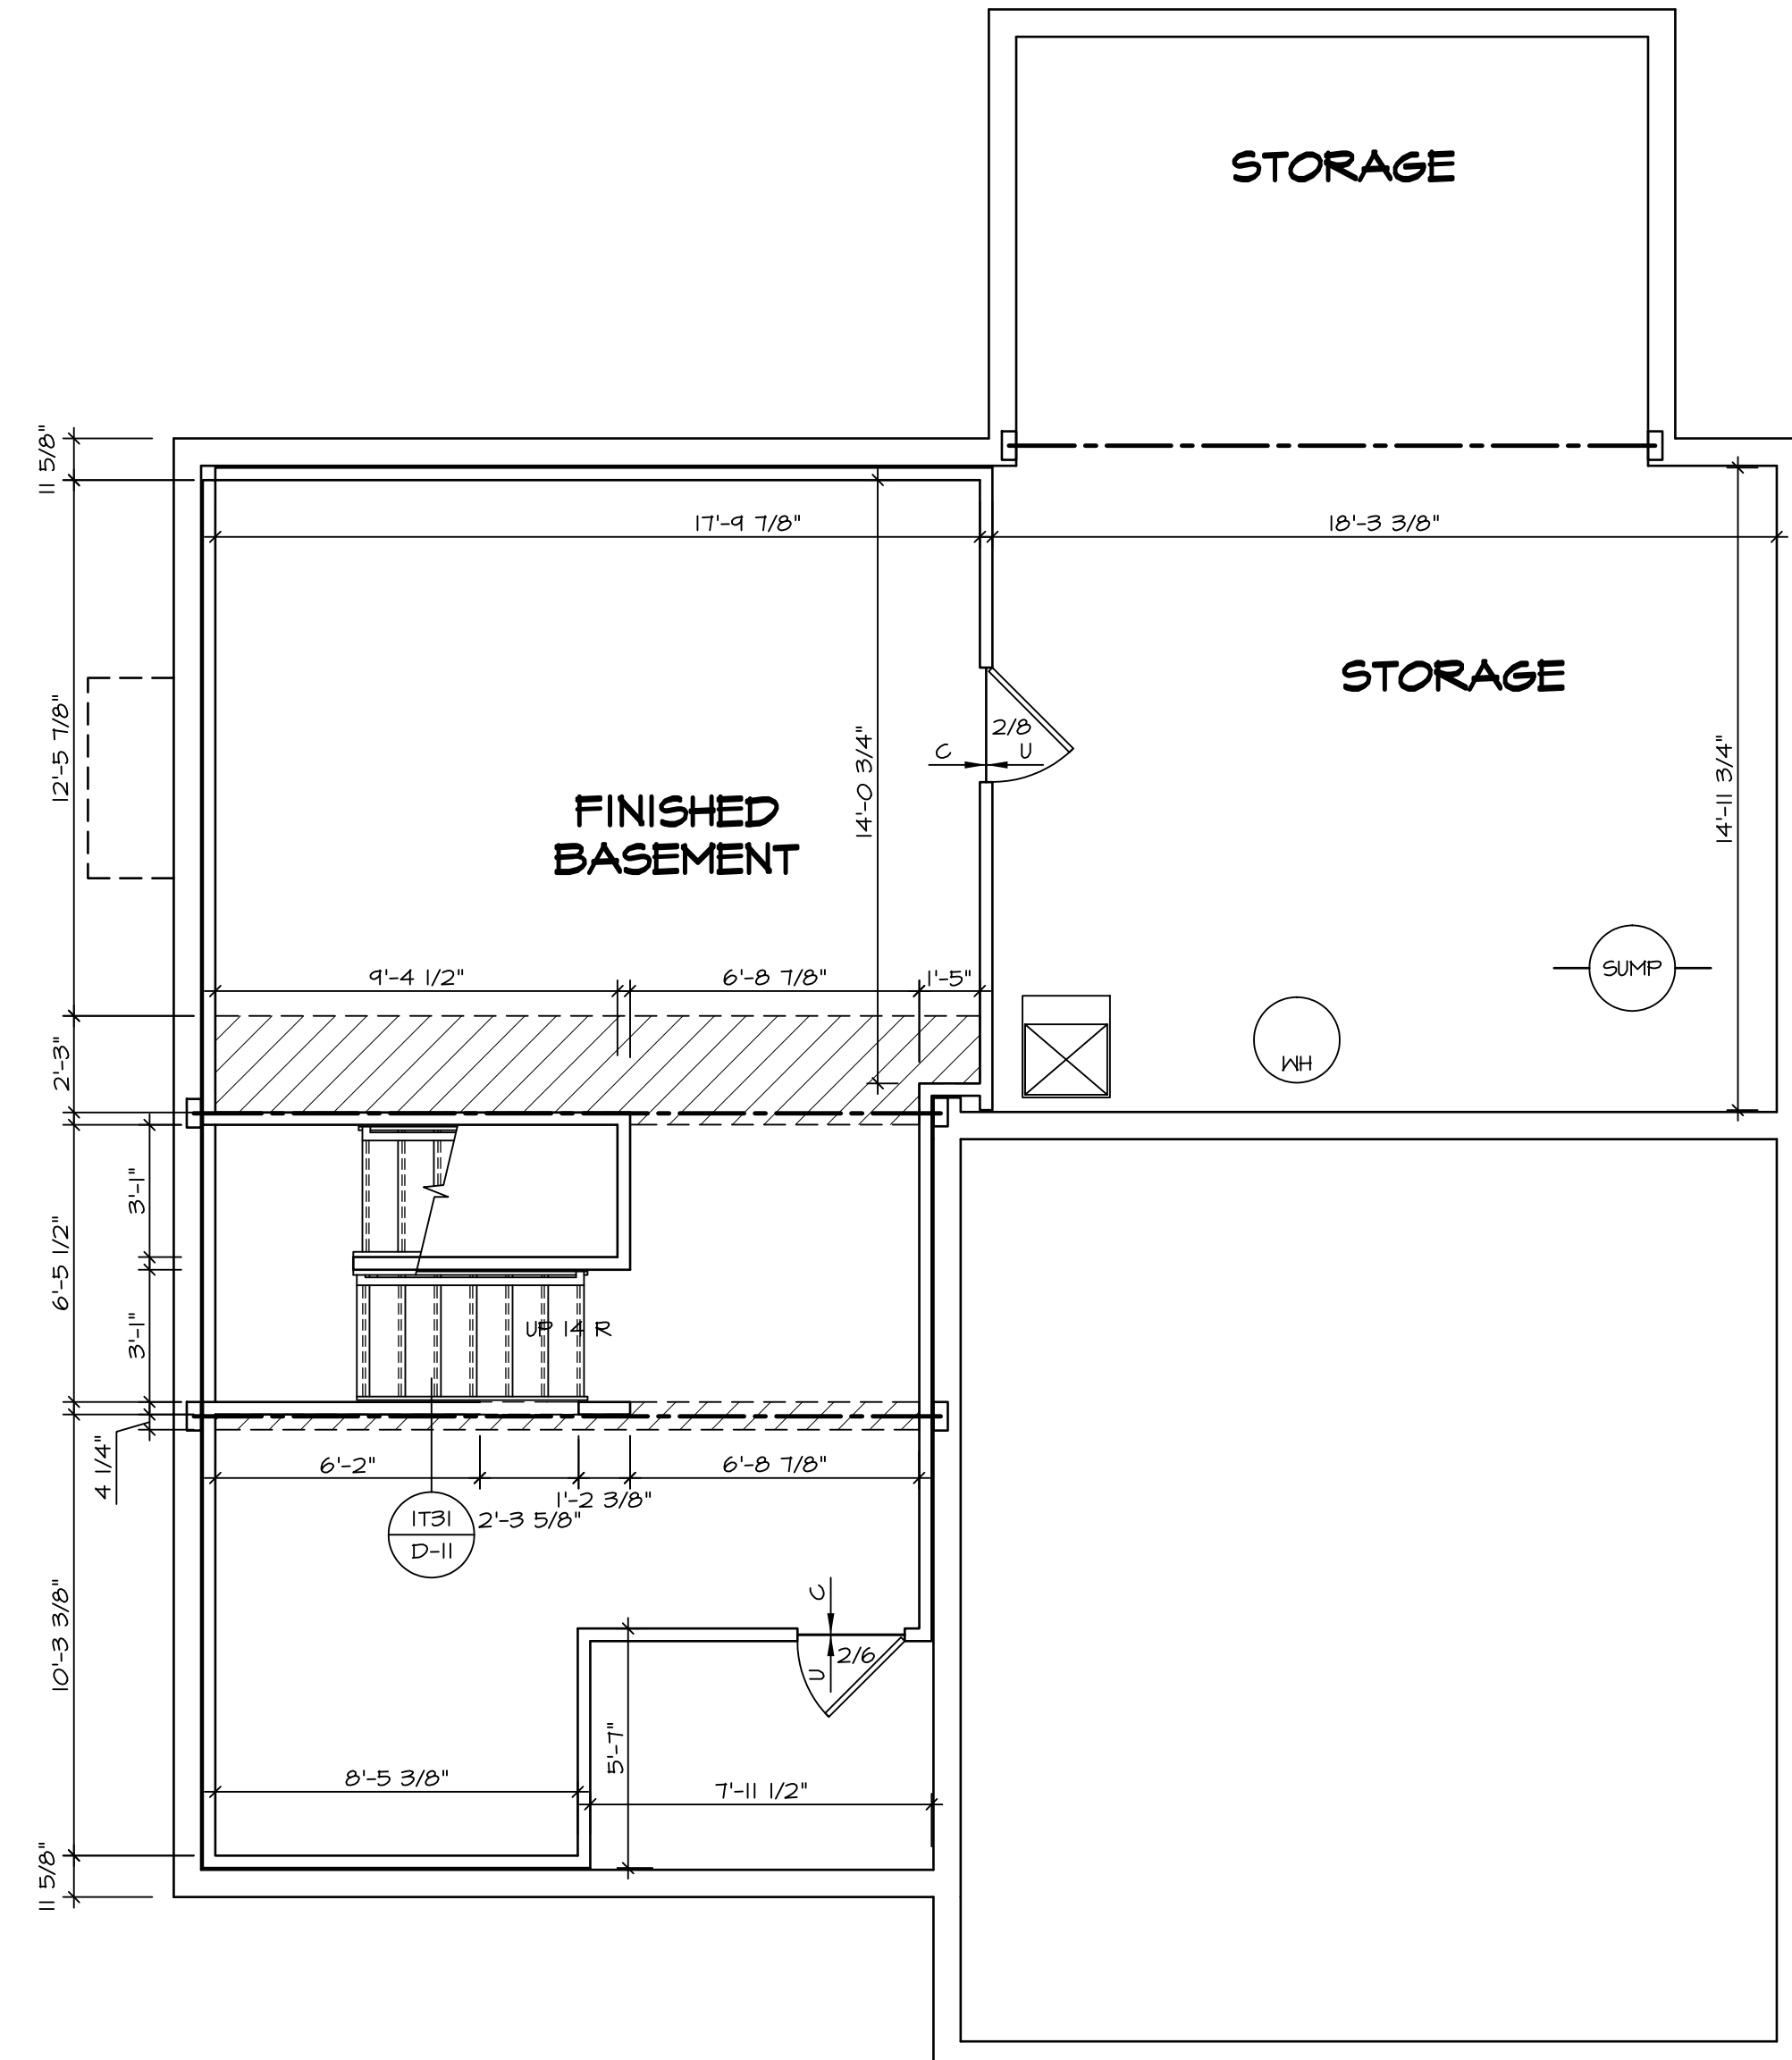 STORAGE
11 5/8"
17'-9 7/8"
18'-3 3/8"
STORAGE
12'-5 7/8"
2/8
C
U
14'-0 3/4"
14'-11 3/4"
FINISHED
BASEMENT
SUMP
9'-4 1/2"
6'-8 7/8"
1'-5"
2'-3"
WH
3'-1"
6'-5 1/2"
3'-1"
UP 14 R
4 1/4"
6'-2"
6'-8 7/8"
1'-2 3/8"
2'-3 5/8"
1T31
D-11
10'-3 3/8"
C
U
2/6
5'-7"
8'-5 3/8"
7'-11 1/2"
11 5/8"